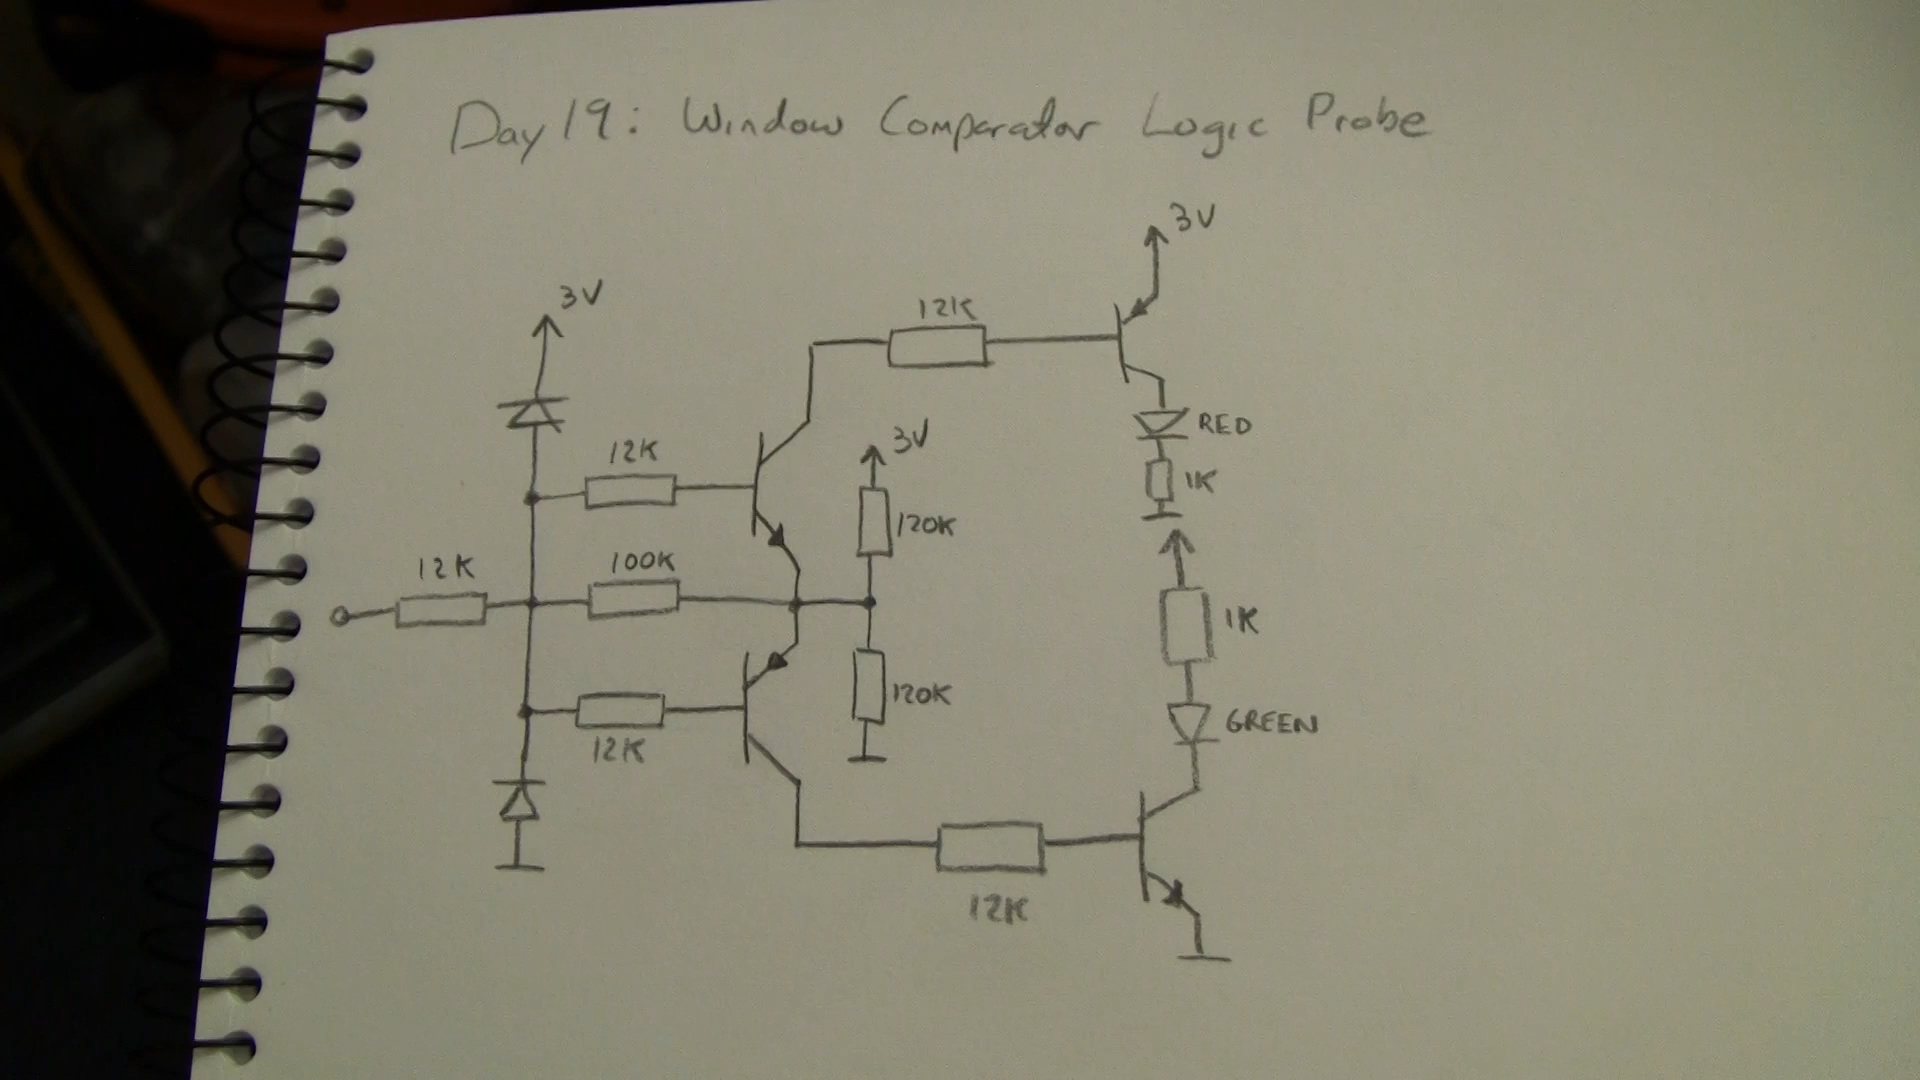 Day 19: Window Comparator Logic Probe
3V
3V
12K
3V
RED
12K
1K
120K
12K
100K
1K
120K
GREEN
12K
12K